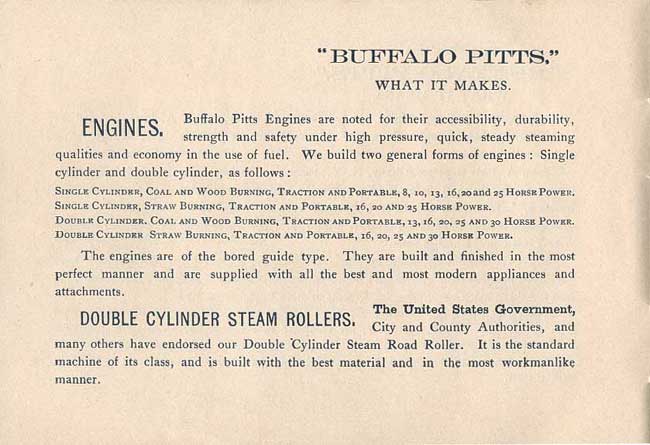 "BUFFALO PITTS."
WHAT IT MAKES.
ENGINES. Buffalo Pitts Engines are noted for their accessibility, durability,
strength and safety under high pressure, quick, steady steaming
qualities and economy in the use of fuel. We build two general forms of engines : Single
cylinder and double cylinder, as follows :
SINGLE CYLINDER, COAL AND WOOD BURNING, TRACTION AND PORTABLE, 8, 10, 13, 16, 20 and 25 HORSE POWER.
SINGLE CYLINDER, STRAW BURNING, TRACTION AND PORTABLE, 16, 20 AND 25 HORSE POWER.
DOUBLE CYLINDER. COAL AND WOOD BURNING, TRACTION AND PORTABLE, 13, 16, 20, 25 AND 30 HORSE POWER.
DOUBLE CYLINDER STRAW BURNING, TRACTION AND PORTABLE, 16, 20, 25 AND 30 HORSE POWER.
The engines are of the bored guide type. They are built and finished in the most
perfect manner and are supplied with all the best and most modern appliances and
attachments.
DOUBLE CYLINDER STEAM ROLLERS. The United States Government,
City and County Authorities, and
many others have endorsed our Double Cylinder Steam Road Roller. It is the standard
machine of its class, and is built with the best material and in the most workmanlike
manner.